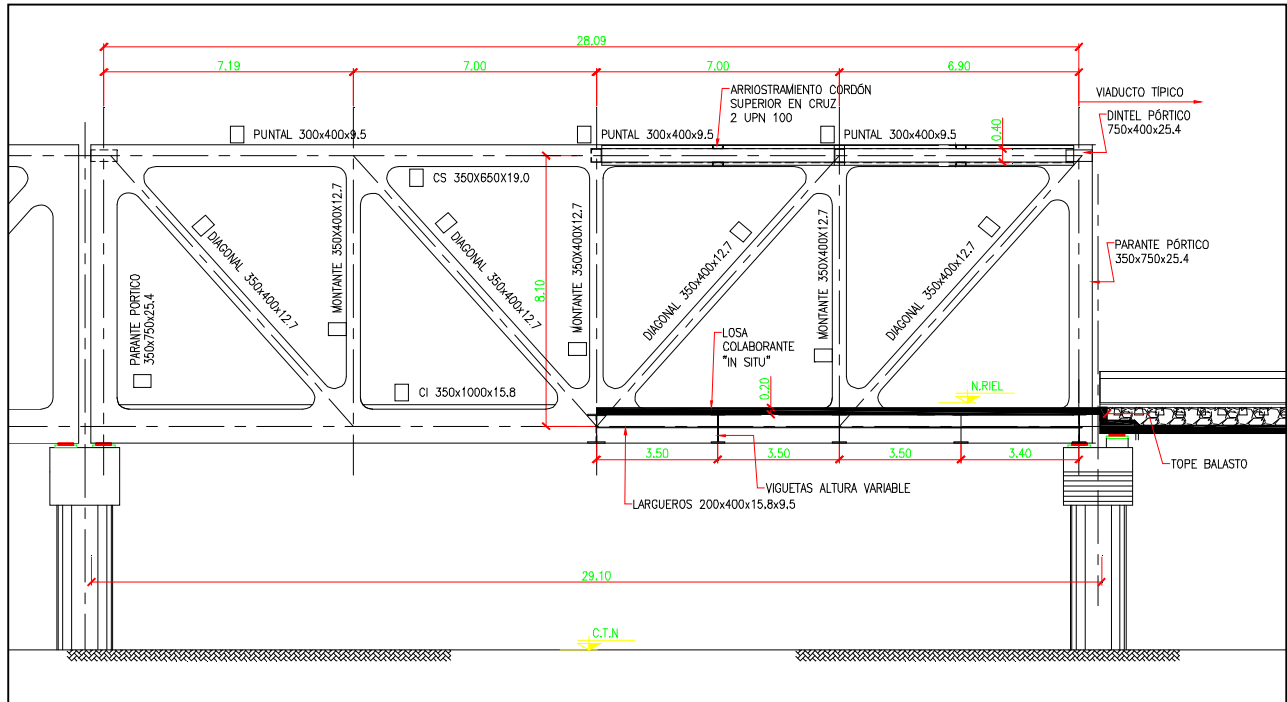 28.09
7.19
7.00
7.00
6.90
ARRIOSTRAMIENTO CORDÓN
SUPERIOR EN CRUZ
2 UPN 100
VIADUCTO TÍPICO
DINTEL PÓRTICO
750x400x25.4
0.40
PUNTAL 300x400x9.5
PUNTAL 300x400x9.5
PUNTAL 300x400x9.5
CS 350X650X19.0
DIAGONAL 350x400x12.7
MONTANTE 350X400X12.7
DIAGONAL 350x400x12.7
8.10
MONTANTE 350X400X12.7
DIAGONAL 350x400x12.7
MONTANTE 350X400X12.7
DIAGONAL 350x400x12.7
PARANTE PÓRTICO
350x750x25.4
PARANTE PORTICO
350x750x25.4
CI 350x1000x15.8
LOSA
COLABORANTE
"IN SITU"
0.20
N.RIEL
3.50
3.50
3.50
3.40
TOPE BALASTO
VIGUETAS ALTURA VARIABLE
LARGUEROS 200x400x15.8x9.5
29.10
C.T.N